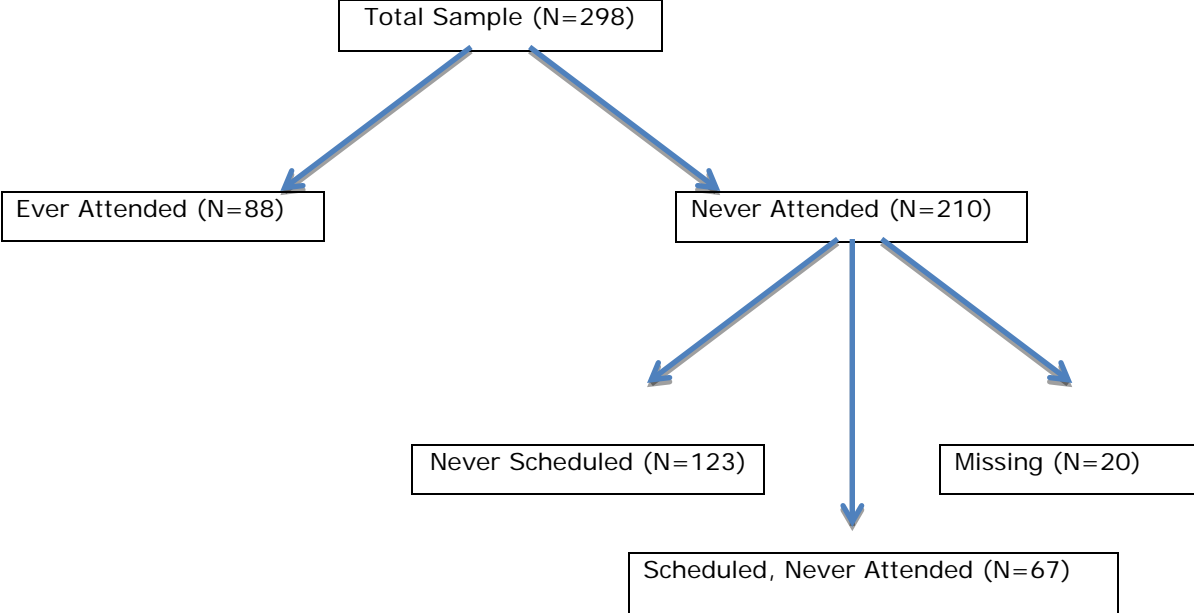 Total Sample (N=298)
Ever Attended (N=88)
Never Attended (N=210)
Never Scheduled (N=123)
Missing (N=20)
Scheduled, Never Attended (N=67)